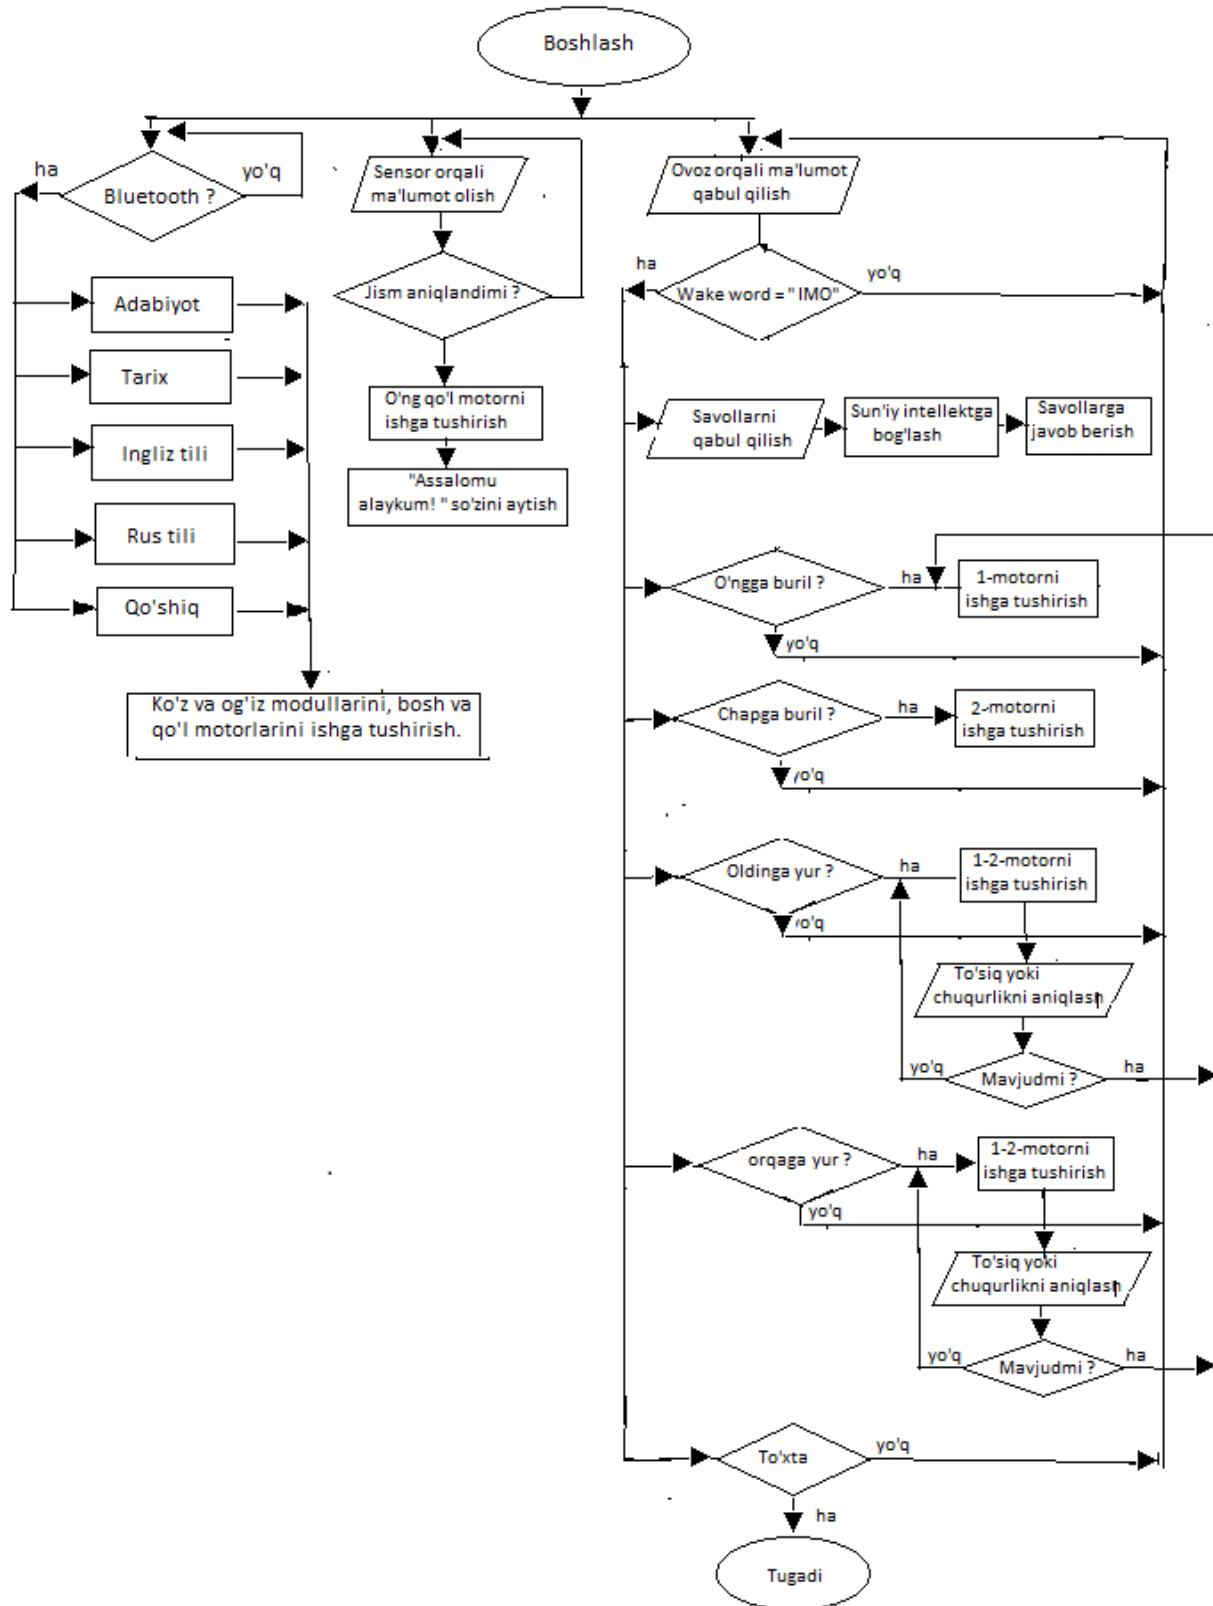 Boshlash
ha
Bluetooth ?
yo'q
Adabiyot
Tarix
Ingliz tili
Rus tili
Qo'shiq
Ko'z va og'iz modullarini, bosh va
qo'l motorlarini ishga tushirish.
Sensor orqali
ma'lumot olish
Jism aniqlandimi ?
O'ng qo'l motorni
ishga tushirish
"Assalomu
alaykum! " so'zini aytish
Ovoz orqali ma'lumot
qabul qilish
ha
Wake word = " IMO"
yo'q
Savollarni
qabul qilish
Sun'iy intellektga
bog'lash
Savollarga
javob berish
O'ngga buril ?
ha
1-motorni
ishga tushirish
yo'q
Chapga buril ?
ha
2-motorni
ishga tushirish
yo'q
Oldinga yur ?
ha
1-2-motorni
ishga tushirish
yo'q
To'siq yoki
chuqurlikni aniqlash
yo'q
Mavjudmi ?
ha
orqaga yur ?
ha
1-2-motorni
ishga tushirish
yo'q
To'siq yoki
chuqurlikni aniqlash
yo'q
Mavjudmi ?
ha
To'xta
yo'q
ha
Tugadi